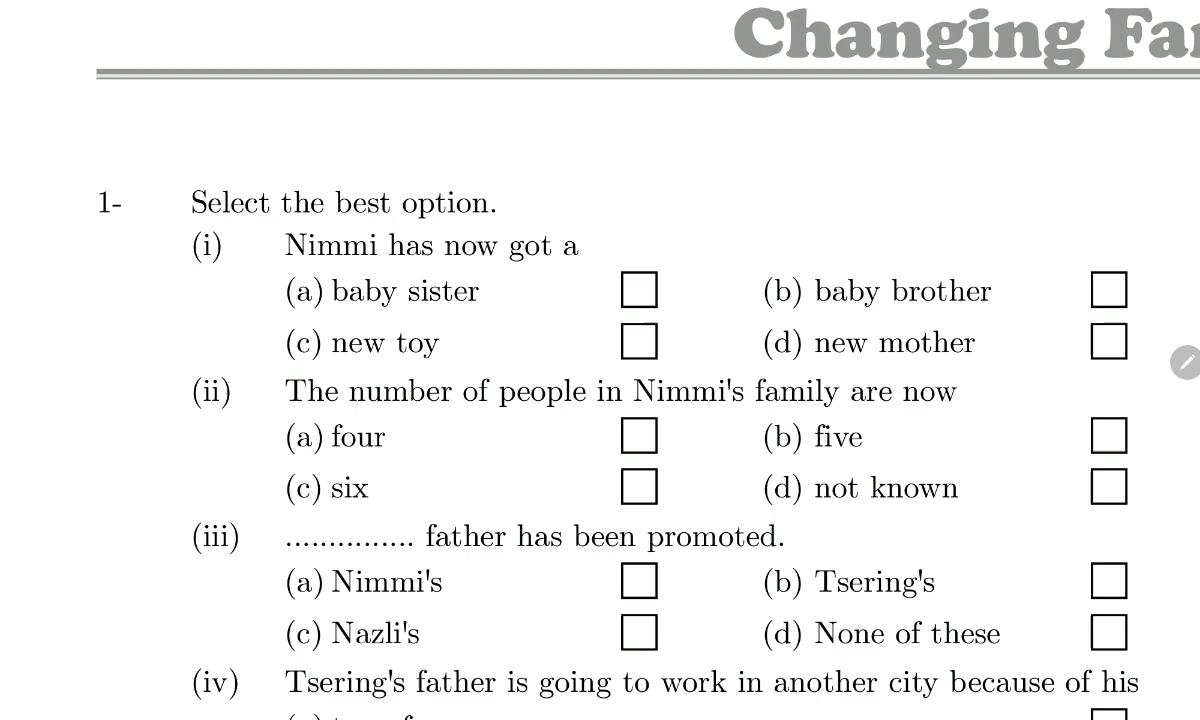 Changing
1- Select the best option.
(i) Nimmi has now got a
(a) baby sister (b) baby brother
(c) new toy (d) new mother
(ii) The number of people in Nimmi's family are now
(a) four (b) five
(c) six (d) not known
(iii) ............... father has been promoted.
(a) Nimmi's (b) Tsering's
(c) Nazli's (d) None of these
(iv) Tsering's father is going to work in another city because of his